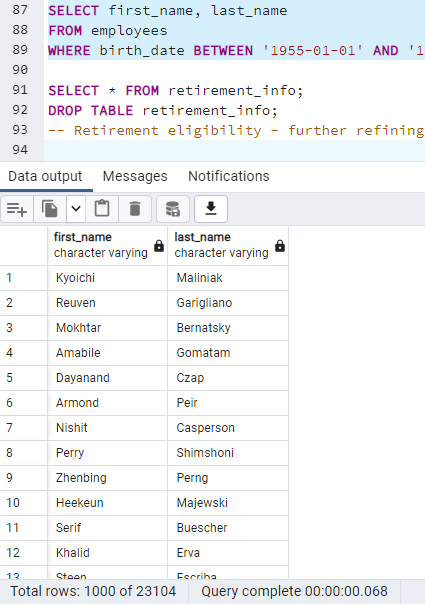 87 SELECT first_name, last_name
88 FROM employees
89 WHERE birth_date BETWEEN '1955-01-01' AND '1
90
91 SELECT * FROM retirement_info;
92 DROP TABLE retirement_info;
93 -- Retirement eligibility - further refining
94
Data output Messages Notifications
first_name last_name
character varying character varying
1 Kyoichi Maliniak
2 Reuven Garigliano
3 Mokhtar Bernatsky
4 Amabile Gomatam
5 Dayanand Czap
6 Armond Peir
7 Nishit Casperson
8 Perry Shimshoni
9 Zhenbing Perng
10 Heekeun Majewski
11 Serif Buescher
12 Khalid Erva
13 Steen Escriba
Total rows: 1000 of 23104 Query complete 00:00:00.068